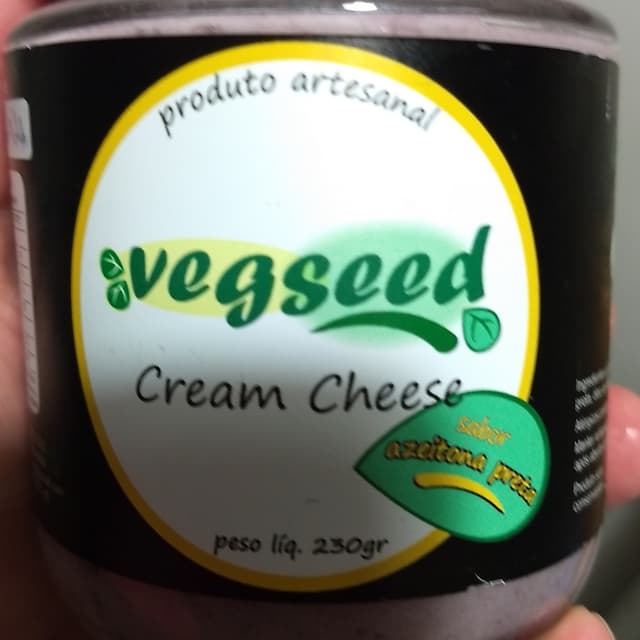 produto artesanal
vegseed
Cream Cheese
sabor
azeitona preta
peso líq. 230gr